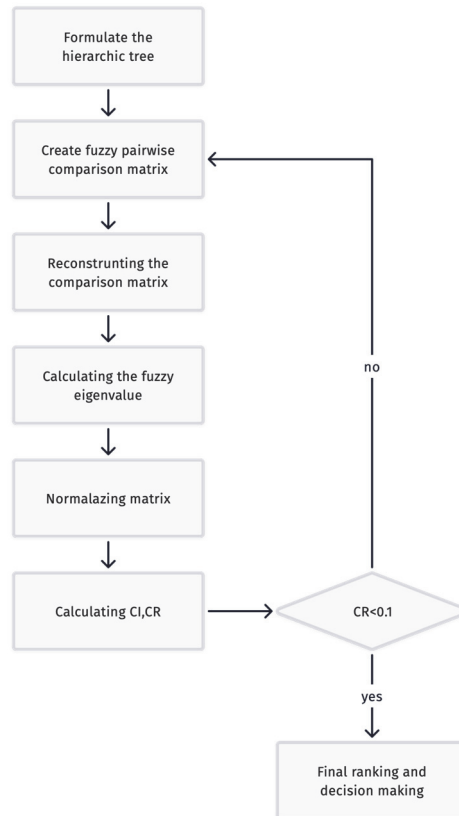 Formulate the
hierarchic tree
Create fuzzy pairwise
comparison matrix
Reconstrunting the
comparison matrix
no
Calculating the fuzzy
eigenvalue
Normalazing matrix
Calculating CI,CR
CR<0.1
yes
Final ranking and
decision making